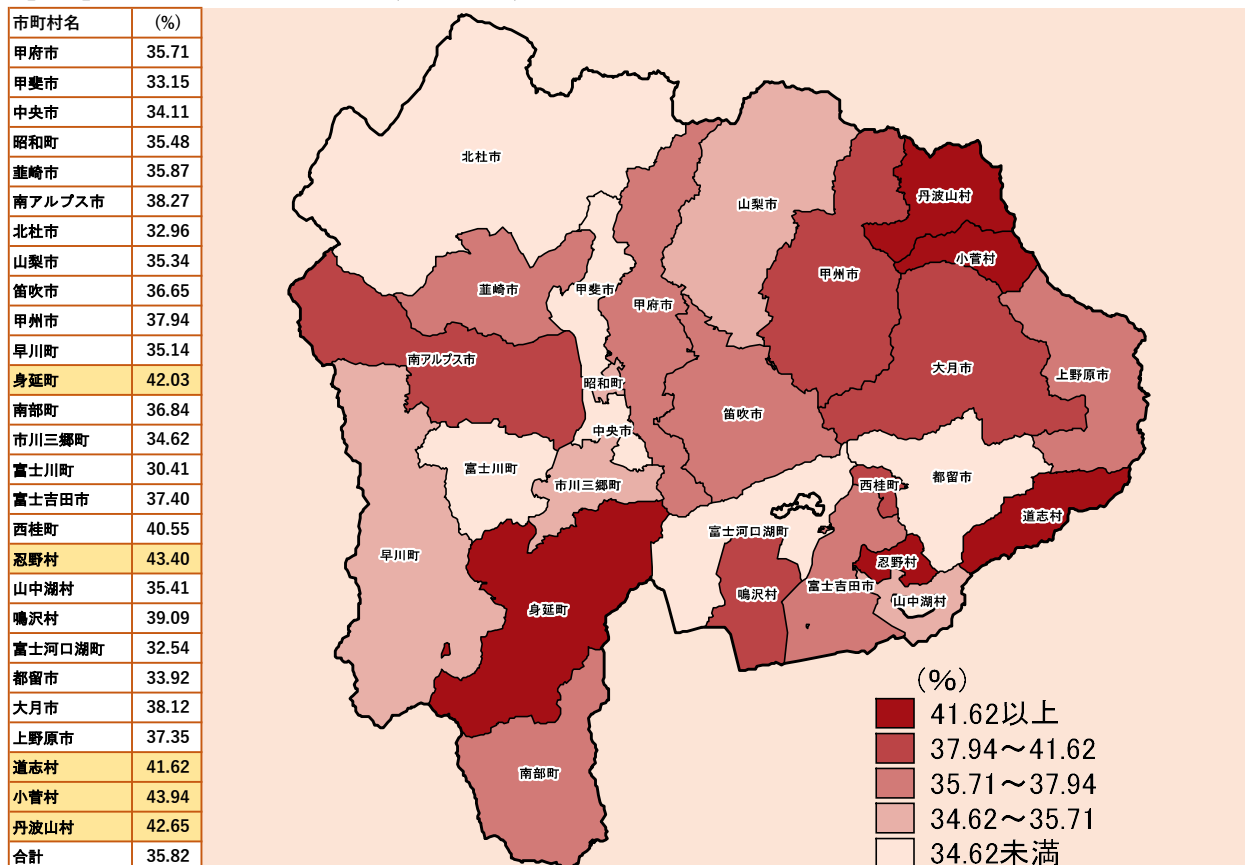 市町村名 (%)
甲府市 35.71
甲斐市 33.15
中央市 34.11
昭和町 35.48
韮崎市 35.87
南アルプス市 38.27
北杜市 32.96
山梨市 35.34
笛吹市 36.65
甲州市 37.94
早川町 35.14
身延町 42.03
南部町 36.84
市川三郷町 34.62
富士川町 30.41
富士吉田市 37.40
西桂町 40.55
忍野村 43.40
山中湖村 35.41
鳴沢村 39.09
富士河口湖町 32.54
都留市 33.92
大月市 38.12
上野原市 37.35
道志村 41.62
小菅村 43.94
丹波山村 42.65
合計 35.82
北杜市
山梨市
丹波山村
小菅村
甲州市
韮崎市
甲斐市
甲府市
南アルプス市
昭和町
大月市
上野原市
笛吹市
中央市
富士川町
市川三郷町
西桂町
都留市
道志村
富士河口湖町
早川町
忍野村
富士吉田市
鳴沢村
山中湖村
身延町
南部町
(%)
41.62以上
37.94～41.62
35.71～37.94
34.62～35.71
34.62未満